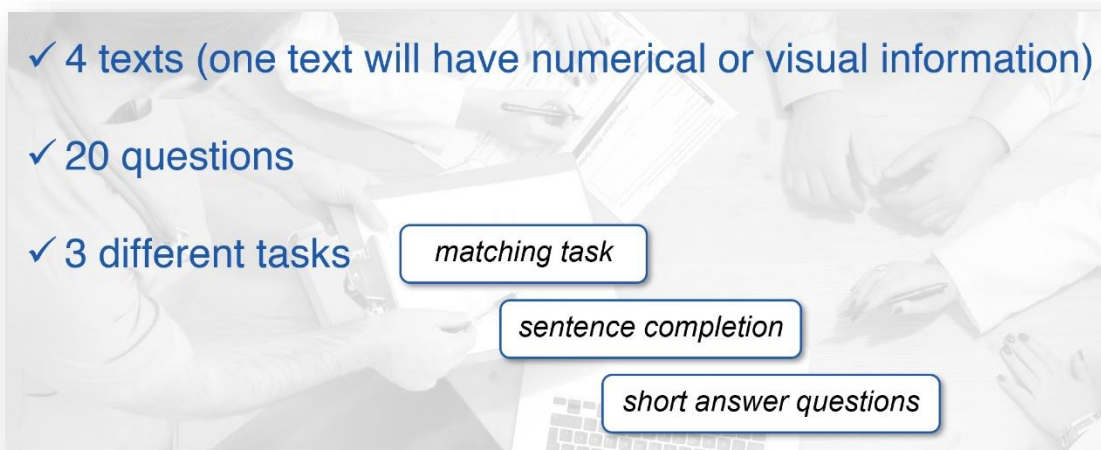 ✓ 4 texts (one text will have numerical or visual information)
✓ 20 questions
✓ 3 different tasks
matching task
sentence completion
short answer questions